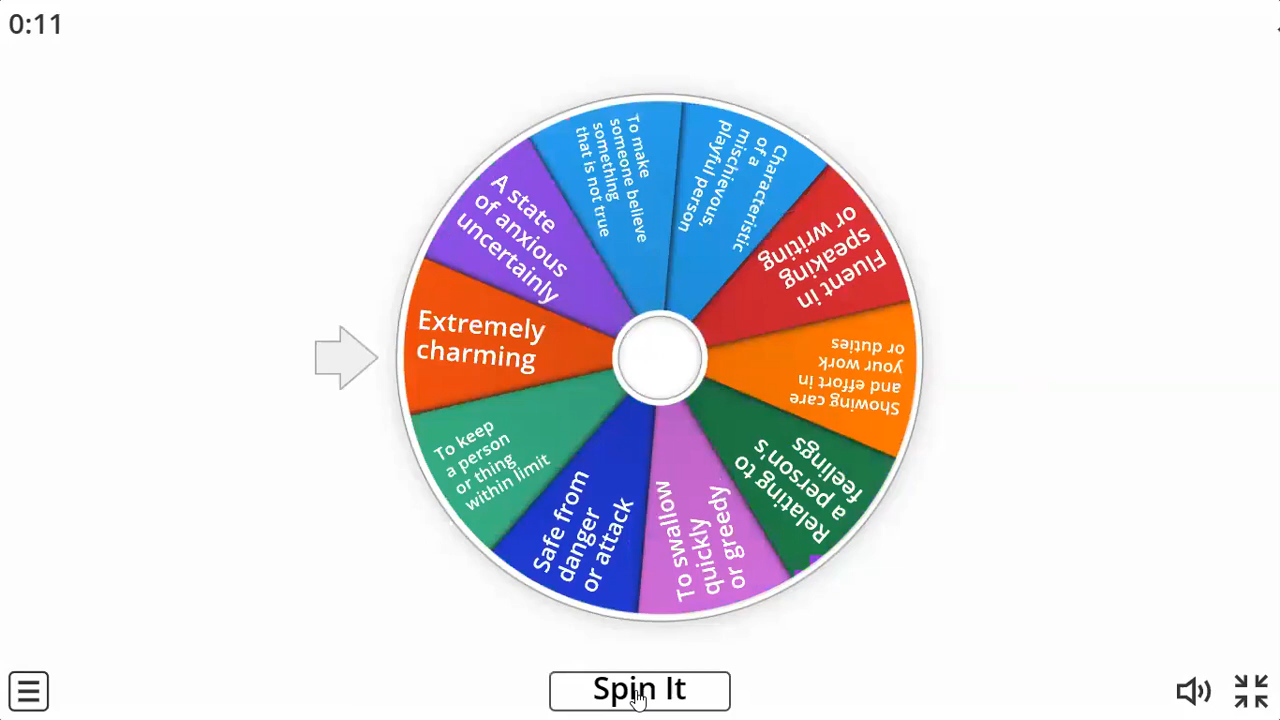 0:11
To make
someone believe
something
that is not true
Characteristic
of a
mischievous,
playful person
Fluent in
speaking
or writing
Showing care
and effort in
your work
or duties
Relating to
a person's
feelings
To swallow
quickly
or greedy
Safe from
danger
or attack
To keep
a person
or thing
within limit
Extremely
charming
A state
of anxious
uncertainly
Spin It